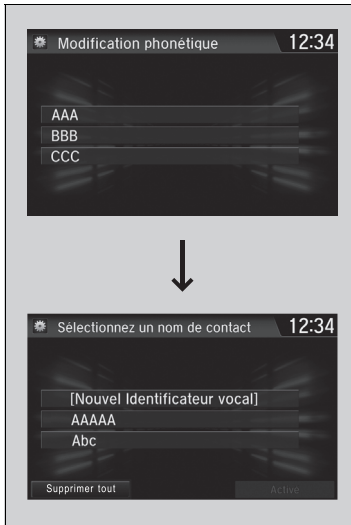 Modification phonétique 12:34
AAA
BBB
CCC
Sélectionnez un nom de contact 12:34
[Nouvel Identificateur vocal]
AAAAA
Abc
Supprimer tout Activé